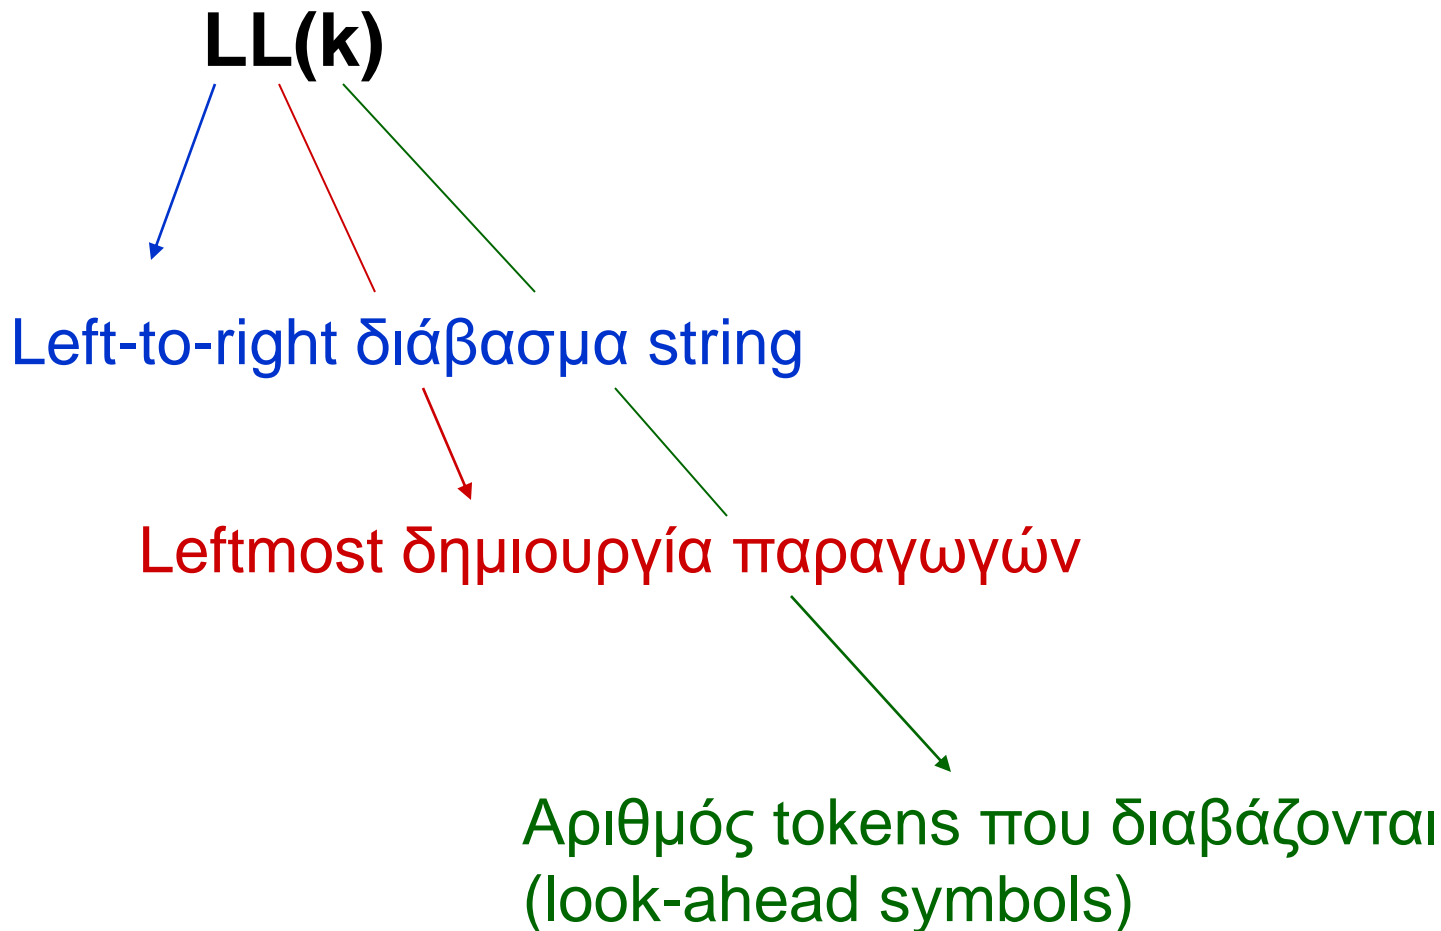 LL(k)
Left-to-right διάβασμα string
Leftmost δημιουργία παραγωγών
Αριθμός tokens που διαβάζονται
(look-ahead symbols)